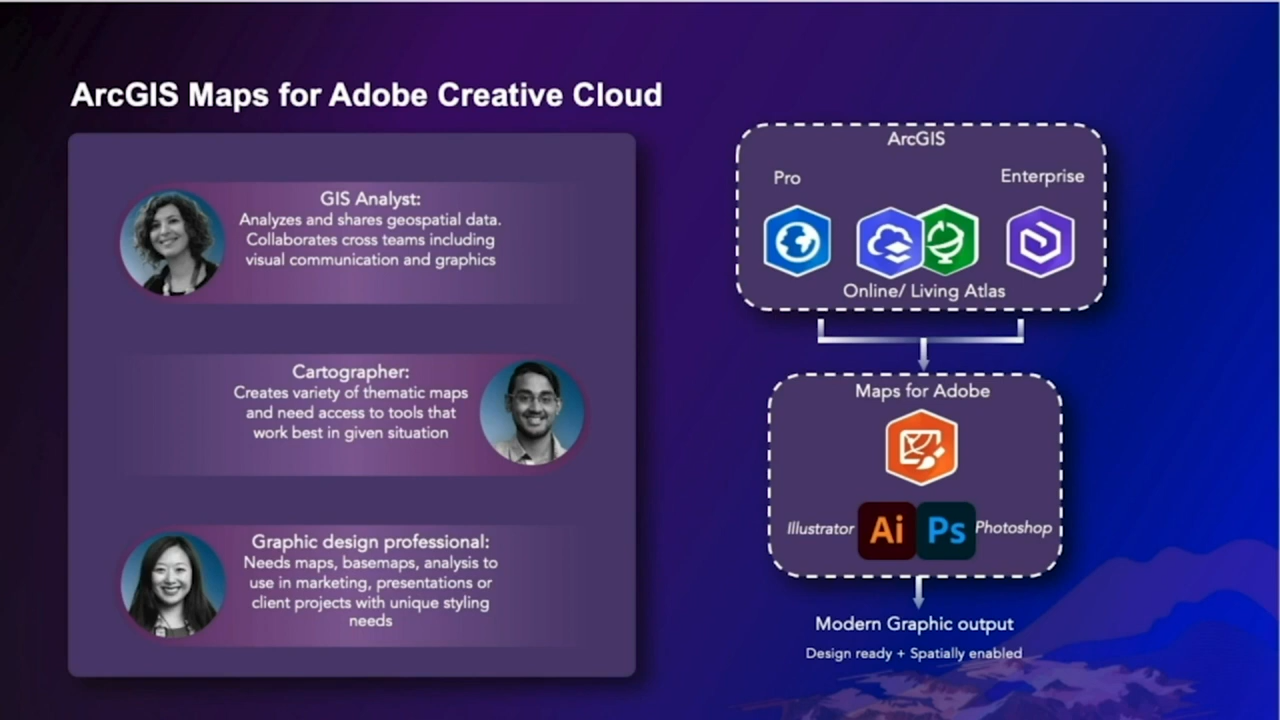 ArcGIS Maps for Adobe Creative Cloud
GIS Analyst:
Analyzes and shares geospatial data.
Collaborates cross teams including
visual communication and graphics
Cartographer:
Creates variety of thematic maps
and need access to tools that
work best in given situation
Graphic design professional:
Needs maps, basemaps, analysis to
use in marketing, presentations or
client projects with unique styling
needs
ArcGIS
Pro
Enterprise
Online/ Living Atlas
Maps for Adobe
Illustrator
Ai
Ps
Photoshop
Modern Graphic output
Design ready + Spatially enabled